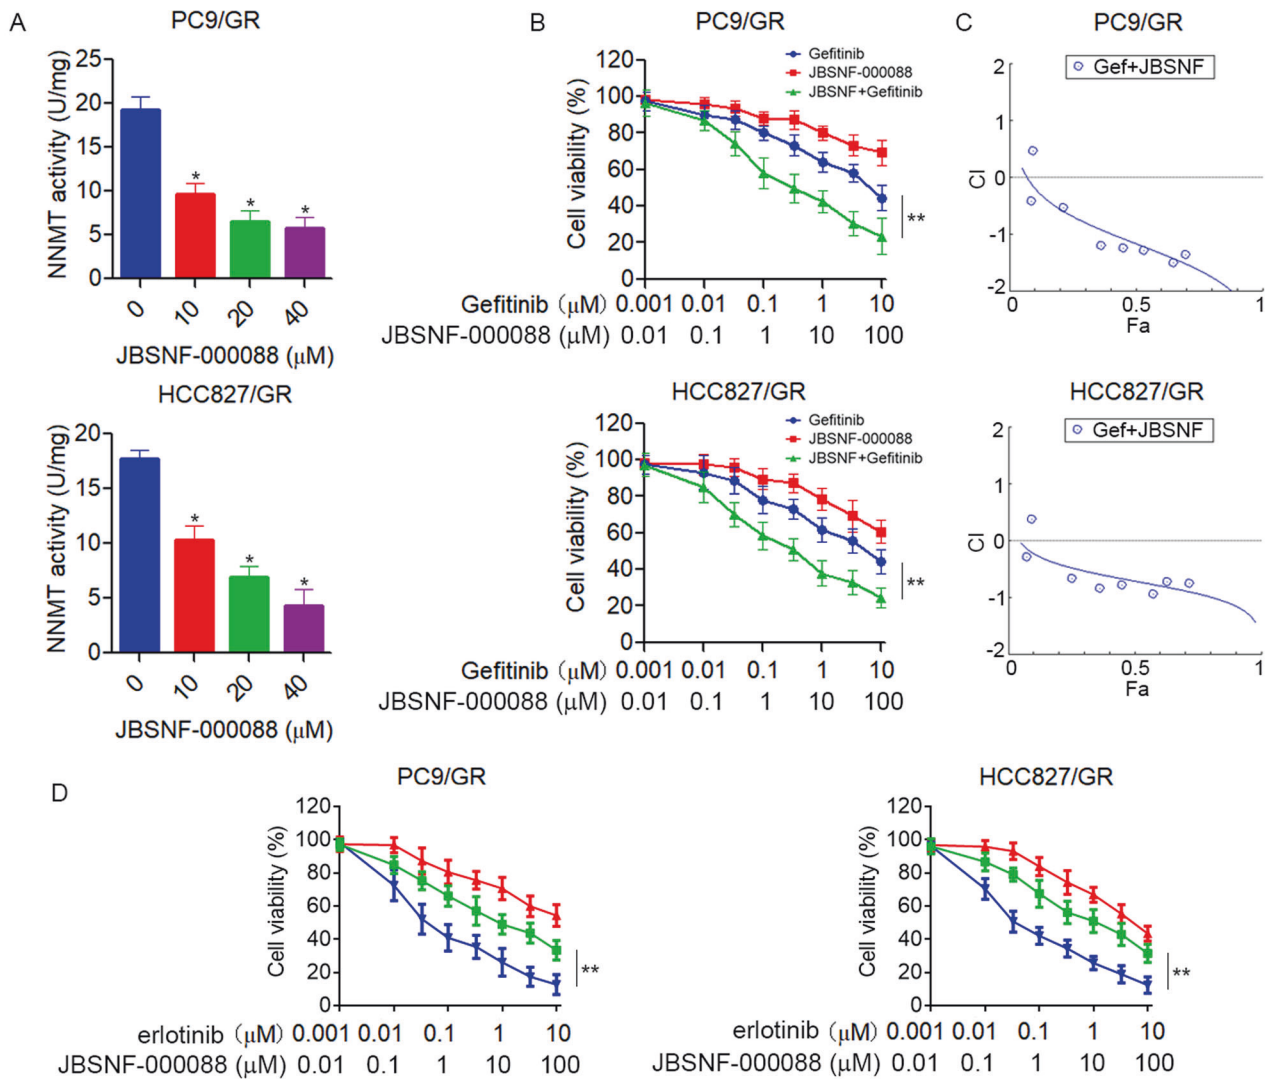 A
PC9/GR
NNMT activity (U/mg)
25
20
15
10
5
0
*
*
*
0
10
20
40
JBSNF-000088 (μM)
HCC827/GR
NNMT activity (U/mg)
20
15
10
5
0
*
*
*
0
10
20
40
JBSNF-000088 (μM)
B
PC9/GR
Cell viability (%)
120
100
80
60
40
20
0
Gefitinib
JBSNF-000088
JBSNF+Gefitinib
**
Gefitinib (μM) 0.001 0.01 0.1 1 10
JBSNF-000088 (μM) 0.01 0.1 1 10 100
HCC827/GR
Cell viability (%)
120
100
80
60
40
20
0
Gefitinib
JBSNF-000088
JBSNF+Gefitinib
**
Gefitinib (μM) 0.001 0.01 0.1 1 10
JBSNF-000088 (μM) 0.01 0.1 1 10 100
C
PC9/GR
Gef+JBSNF
CI
2
1
0
-1
-2
0 0.5 1
Fa
HCC827/GR
Gef+JBSNF
CI
2
1
0
-1
-2
0 0.5 1
Fa
D
PC9/GR
Cell viability (%)
120
100
80
60
40
20
0
**
erlotinib (μM) 0.001 0.01 0.1 1 10
JBSNF-000088 (μM) 0.01 0.1 1 10 100
HCC827/GR
Cell viability (%)
120
100
80
60
40
20
0
**
erlotinib (μM) 0.001 0.01 0.1 1 10
JBSNF-000088 (μM) 0.01 0.1 1 10 100